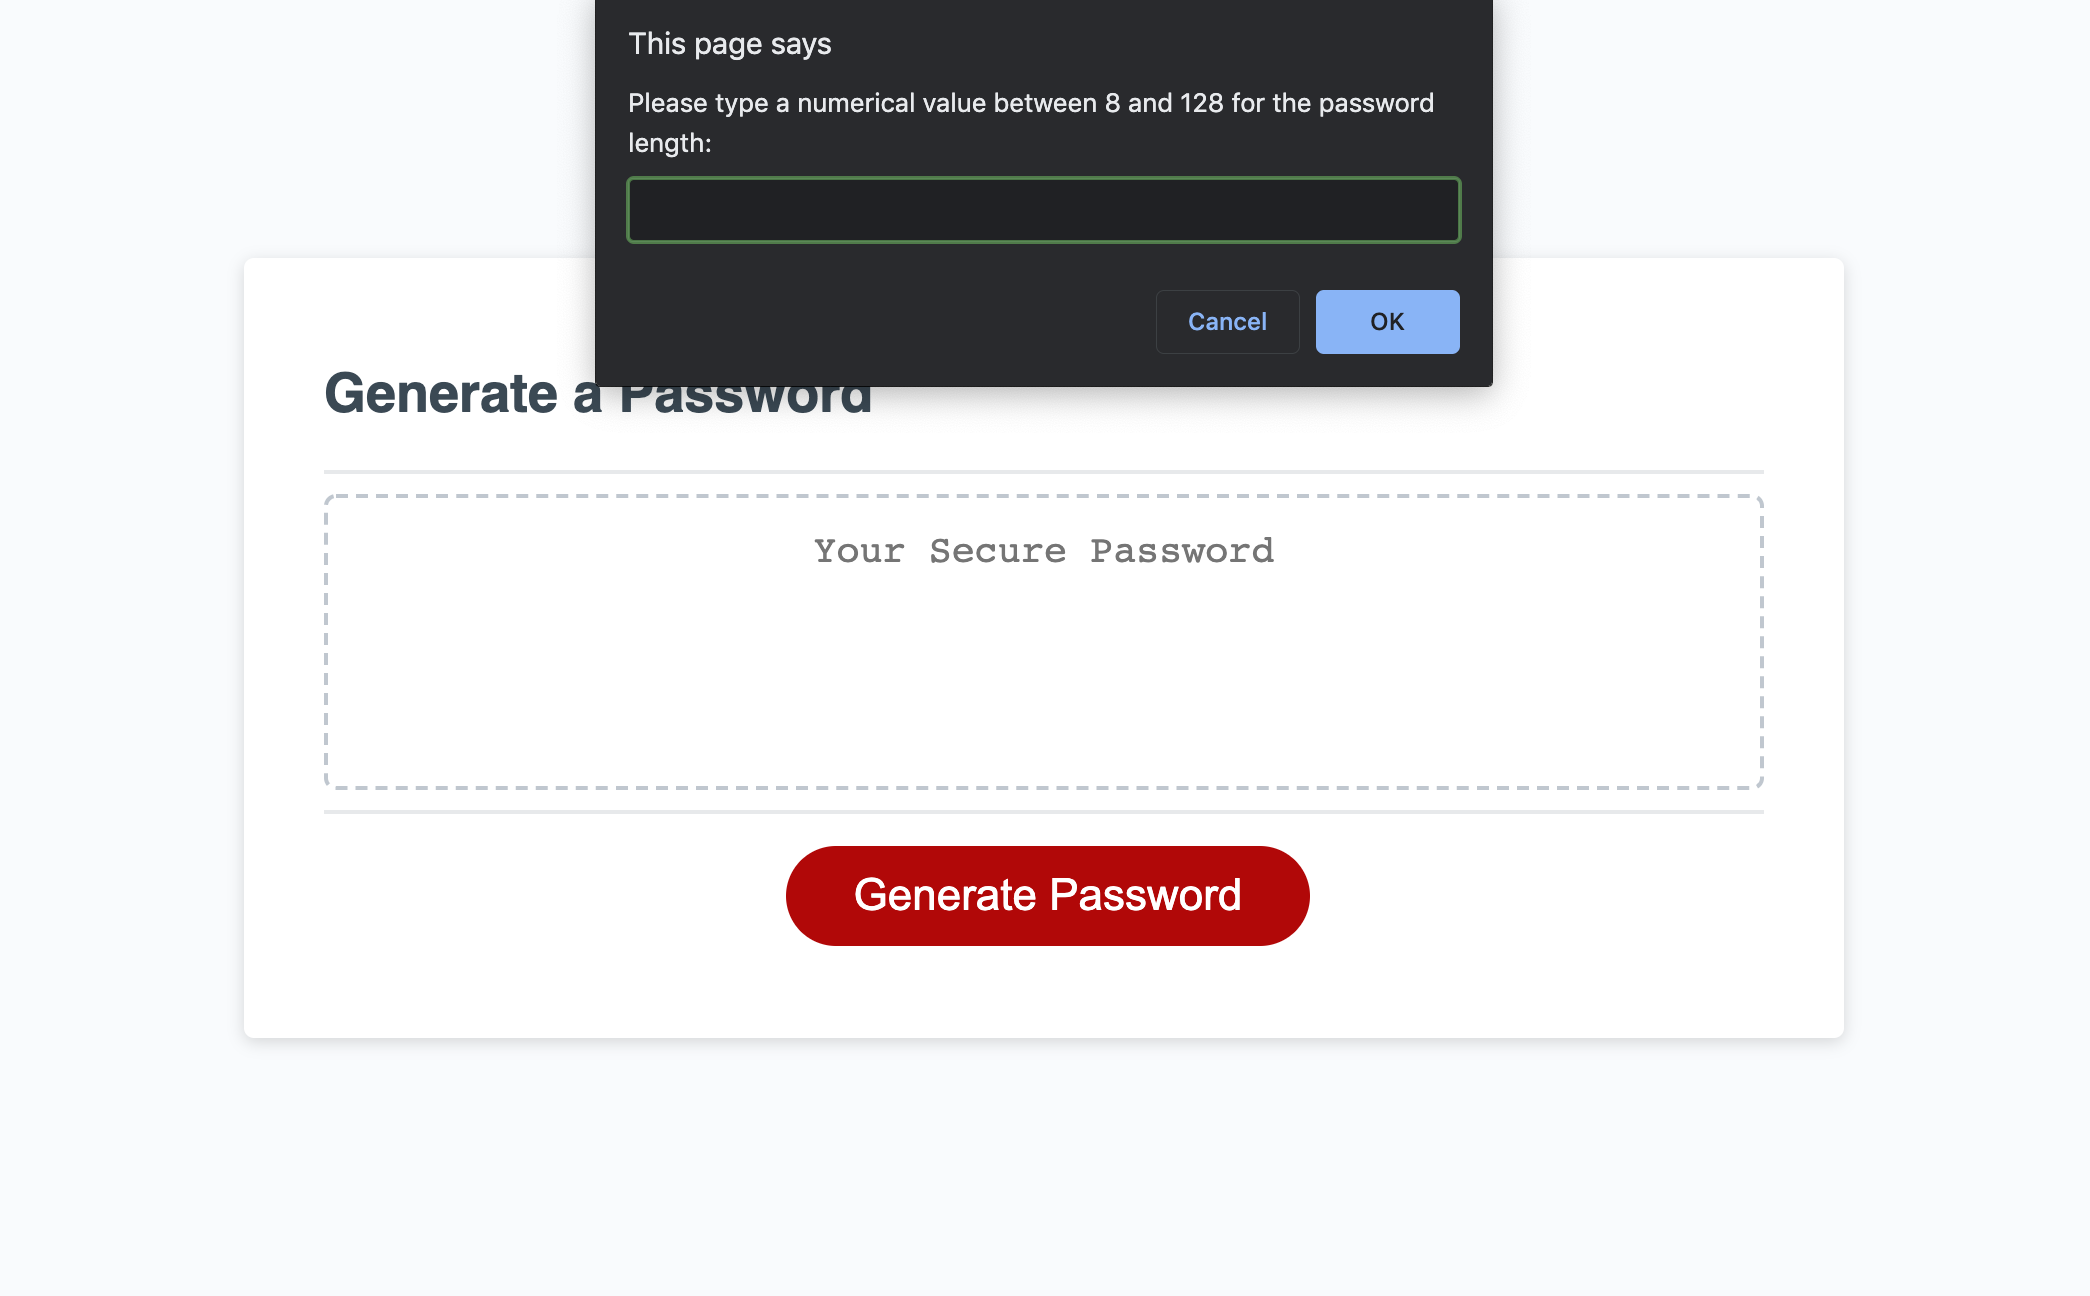 This page says
Please type a numerical value between 8 and 128 for the password
length:
Cancel
OK
Generate a Password
Your Secure Password
Generate Password